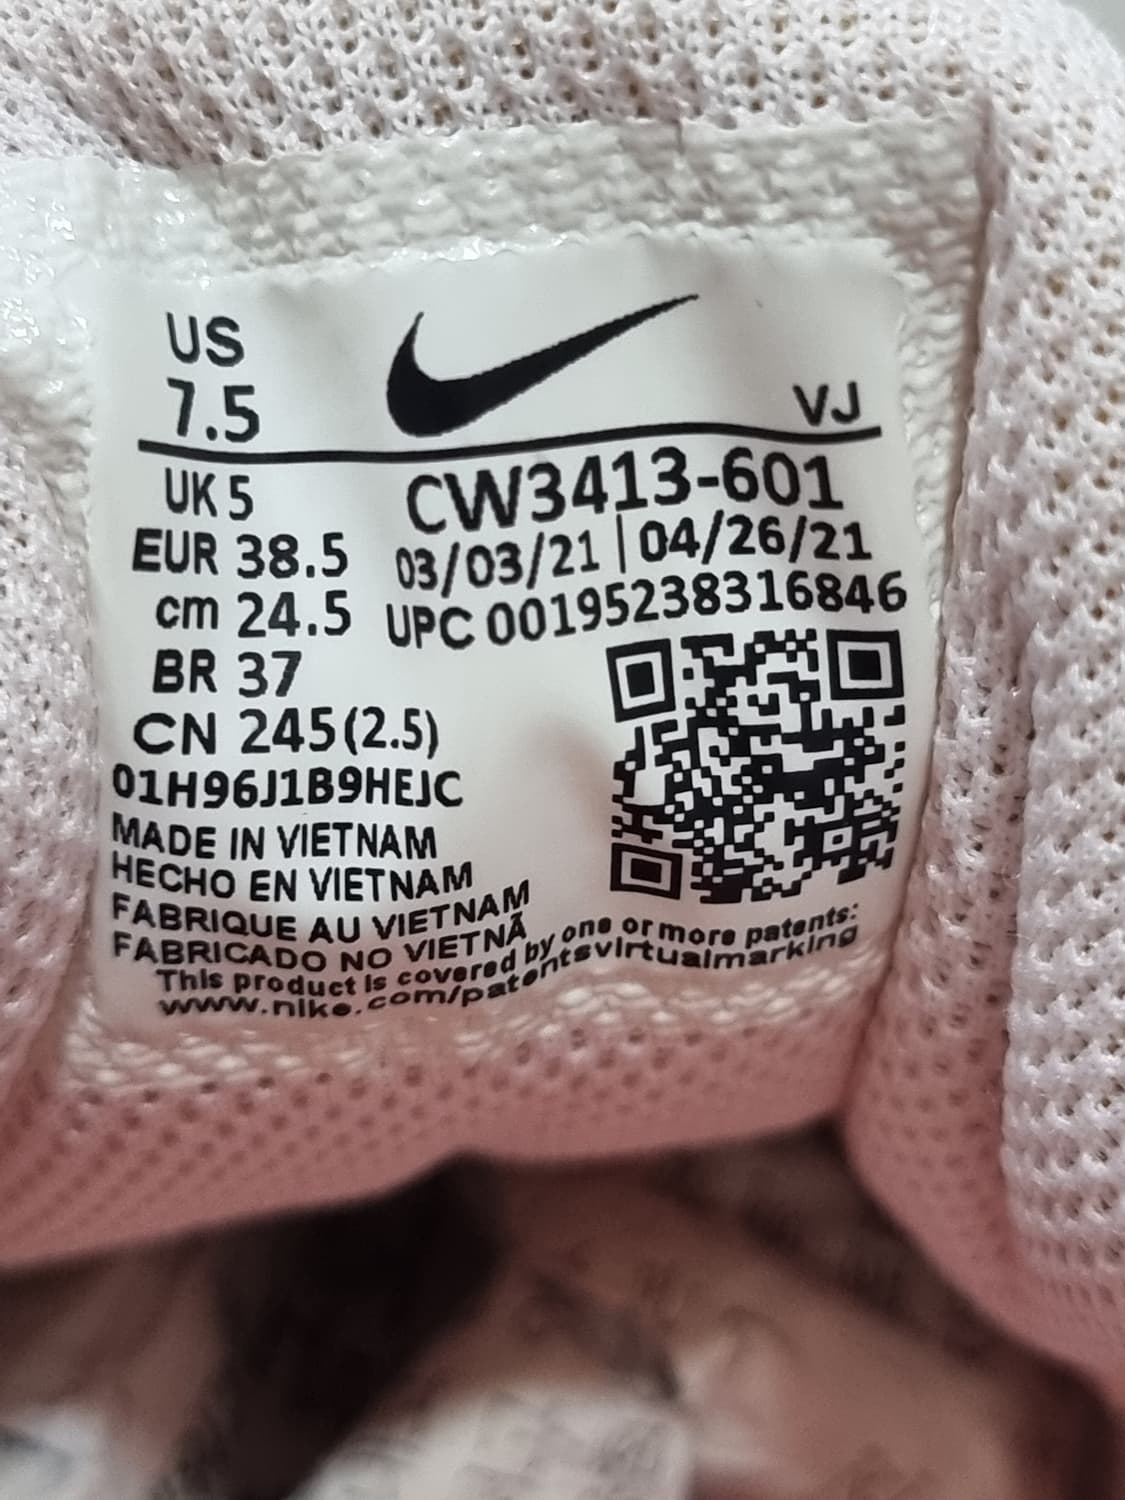 US
7.5
VJ
UK 5
EUR 38.5
cm 24.5
BR 37
CN 245(2.5)
01H96J1B9HEJC
CW3413-601
03/03/21 | 04/26/21
UPC 00195238316846
MADE IN VIETNAM
HECHO EN VIETNAM
FABRIQUE AU VIETNAM
FABRICADO NO VIETNÃ
This product is covered by one or more patents:
www.nike.com/patentsvirtualmarking